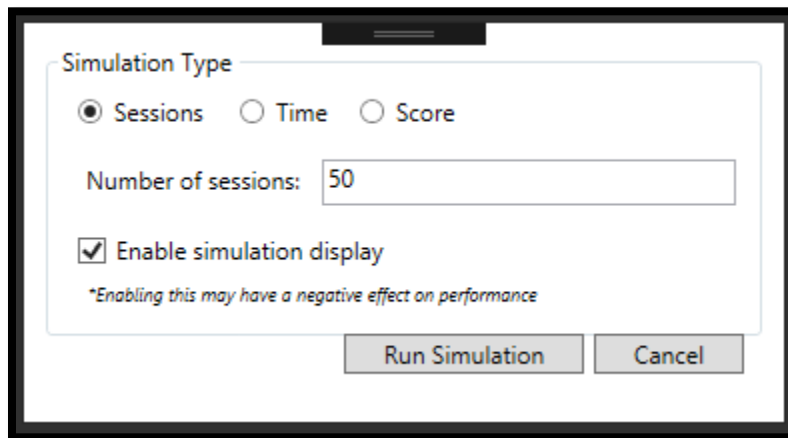 Simulation Type
Sessions Time Score
Number of sessions: 50
Enable simulation display
*Enabling this may have a negative effect on performance
Run Simulation Cancel